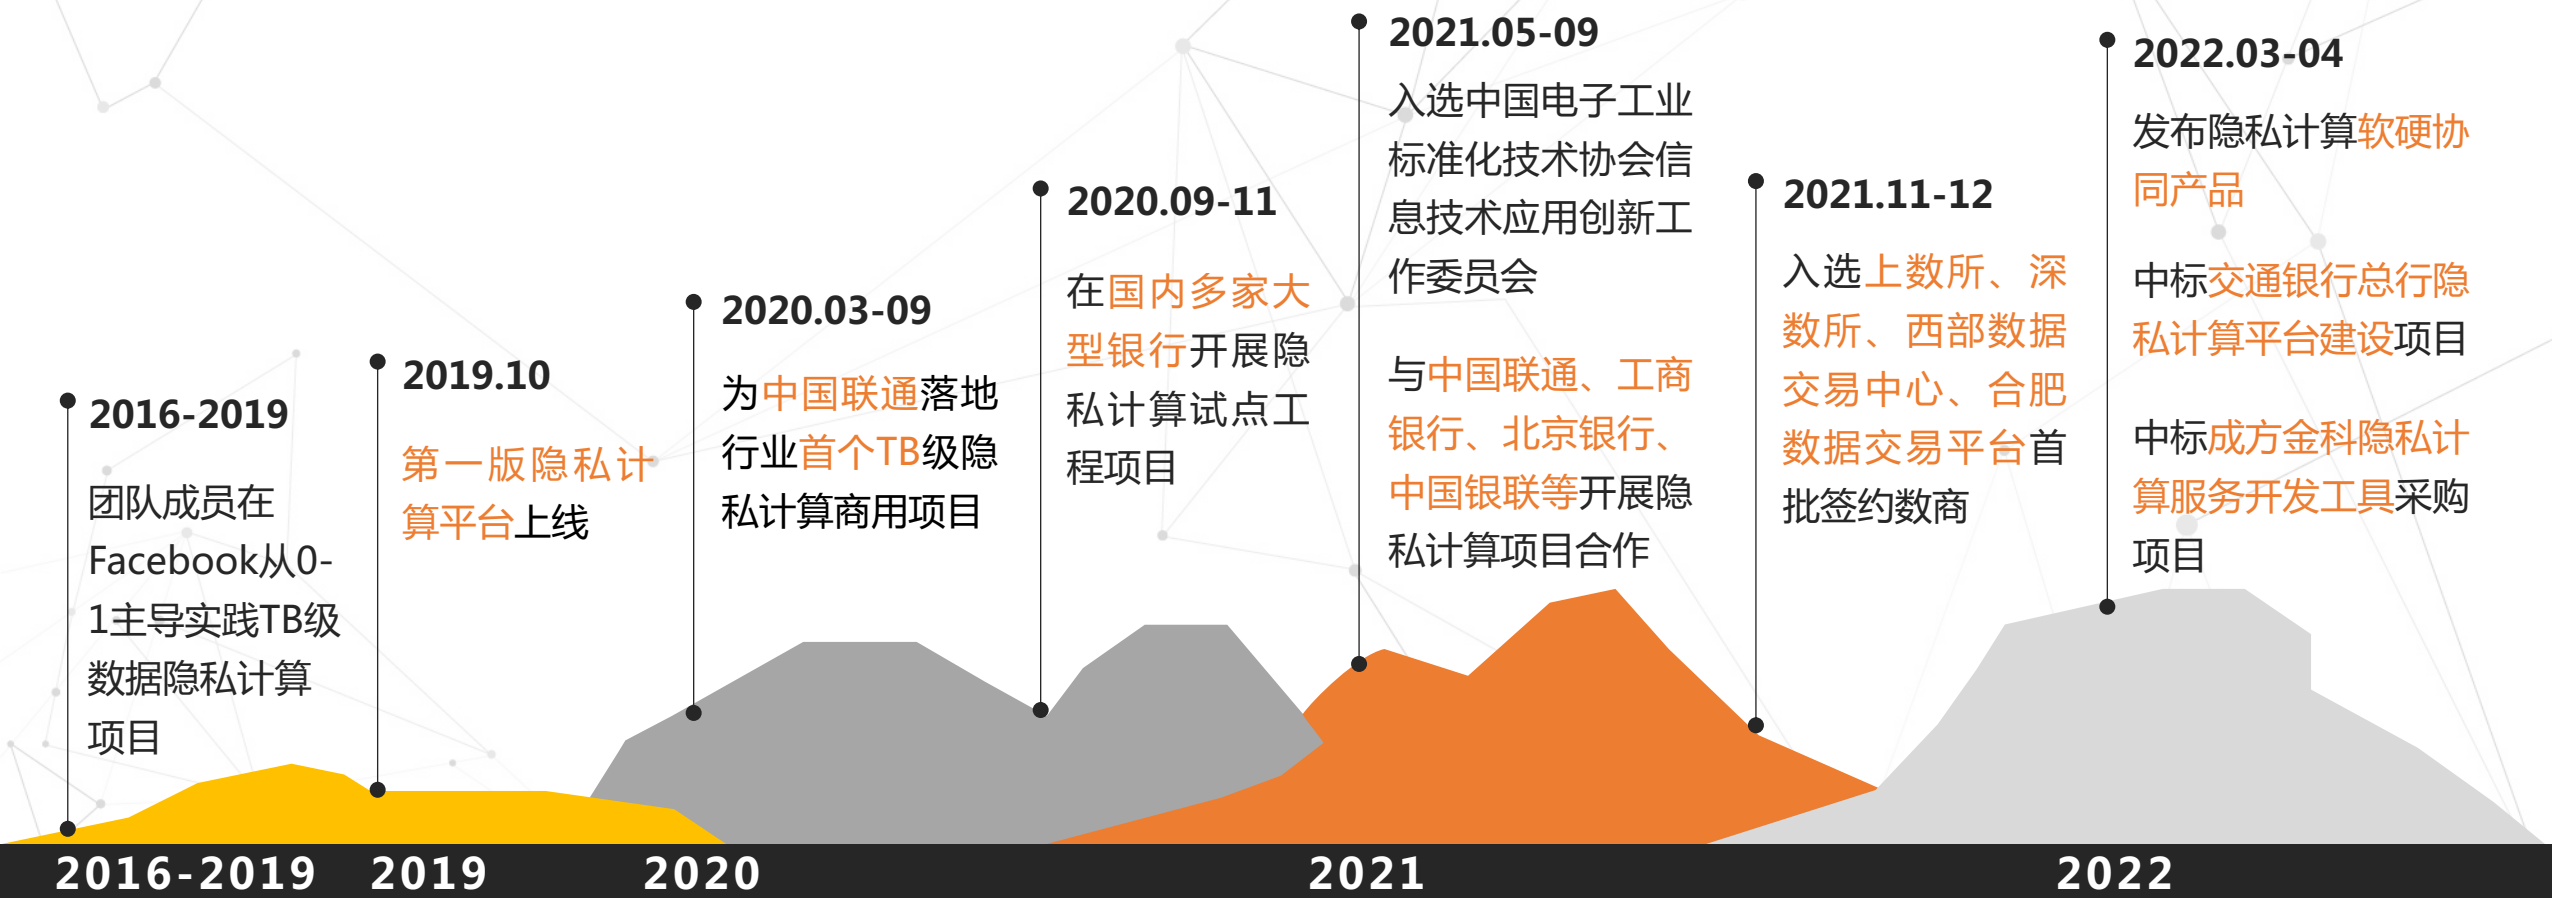 2016-2019
团队成员在
Facebook从0-
1主导实践TB级
数据隐私计算
项目
2019.10
第一版隐私计
算平台上线
2020.03-09
为中国联通落地
行业首个TB级隐
私计算商用项目
2020.09-11
在国内多家大
型银行开展隐
私计算试点工
程项目
2021.05-09
入选中国电子工业
标准化技术协会信
息技术应用创新工
作委员会
与中国联通、工商
银行、北京银行、
中国银联等开展隐
私计算项目合作
2021.11-12
入选上数所、深
数所、西部数据
交易中心、合肥
数据交易平台首
批签约数商
2022.03-04
发布隐私计算软硬协
同产品
中标交通银行总行隐
私计算平台建设项目
中标成方金科隐私计
算服务开发工具采购
项目
2016-2019
2019
2020
2021
2022